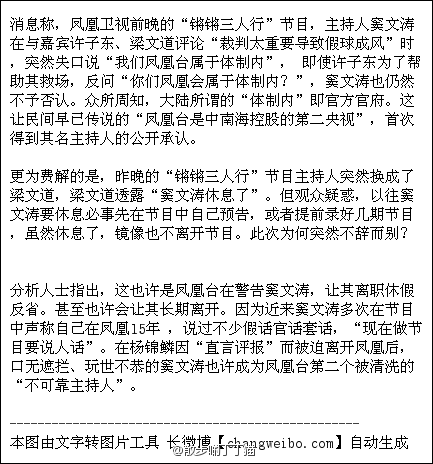 消息称，凤凰卫视前晚的“锵锵三人行”节目，主持人窦文涛
在与嘉宾许子东、梁文道评论“裁判太重要导致假球成风”时
，突然失口说“我们凤凰台属于体制内”， 即使许子东为了帮
助其救场，反问“你们凤凰会属于体制内？”，窦文涛也仍然
不予否认。众所周知，大陆所谓的“体制内”即官方官府。这
让民间早已传说的“凤凰台是中南海控股的第二央视”，首次
得到其名主持人的公开承认。
更为费解的是，昨晚的“锵锵三人行”节目主持人突然换成了
梁文道，梁文道透露“窦文涛休息了”。但观众疑惑，以往窦
文涛要休息必事先在节目中自己预告，或者提前录好几期节目
，虽然休息了，镜像也不离开节目。此次为何突然不辞而别？
分析人士指出，这也许是凤凰台在警告窦文涛，让其离职休假
反省。甚至也许会让其长期离开。因为近来窦文涛多次在节目
中声称自己在凤凰15年 ，说过不少假话官话套话，“现在做节
目要说人话”。在杨锦麟因“直言评报”而被迫离开凤凰后，
口无遮拦、玩世不恭的窦文涛也许成为凤凰台第二个被清洗的
“不可靠主持人”。
--------------------------------------------------
本图由文字转图片工具 长微博【changweibo.com】自动生成